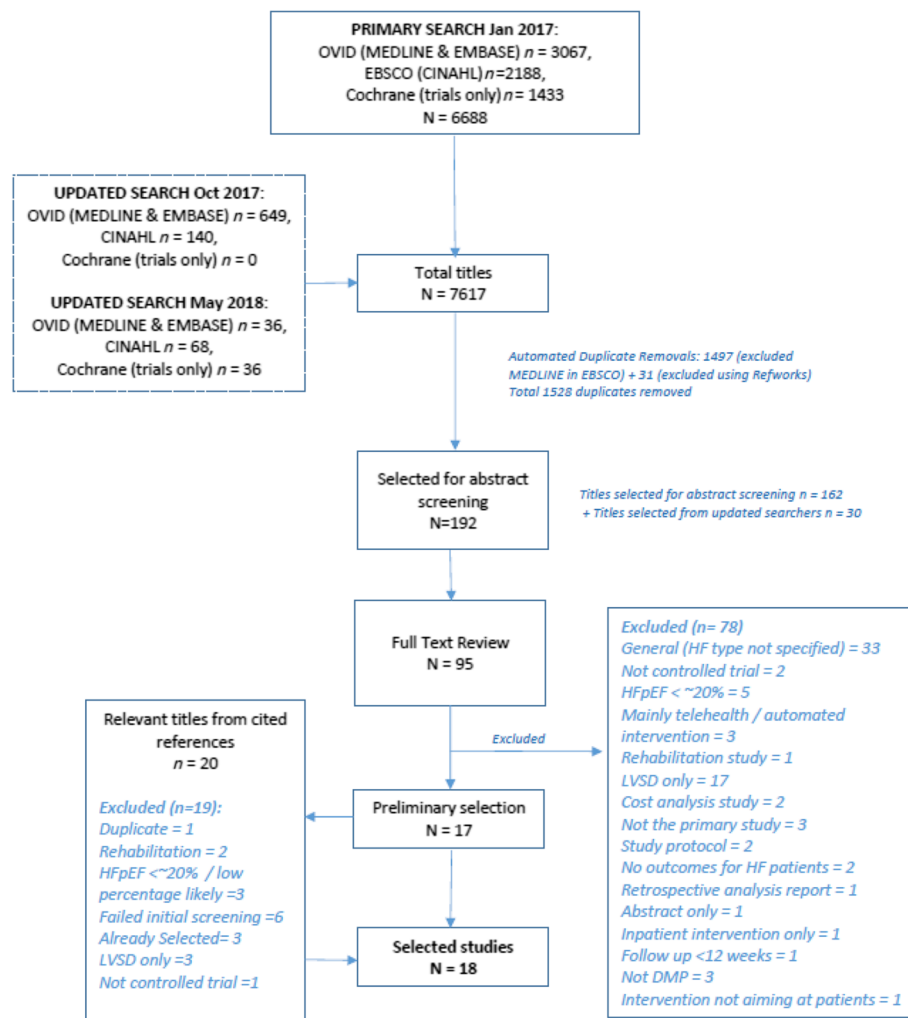 PRIMARY SEARCH Jan 2017:
OVID (MEDLINE & EMBASE) n = 3067,
EBSCO (CINAHL) n=2188,
Cochrane (trials only) n= 1433
N = 6688
UPDATED SEARCH Oct 2017:
OVID (MEDLINE & EMBASE) n = 649,
CINAHL n = 140,
Cochrane (trials only) n = 0
UPDATED SEARCH May 2018:
OVID (MEDLINE & EMBASE) n = 36,
CINAHL n = 68,
Cochrane (trials only) n = 36
Total titles
N = 7617
Automated Duplicate Removals: 1497 (excluded
MEDLINE in EBSCO) + 31 (excluded using Refworks)
Total 1528 duplicates removed
Selected for abstract
screening
N=192
Titles selected for abstract screening n = 162
+ Titles selected from updated searchers n = 30
Full Text Review
N = 95
Excluded
Excluded (n= 78)
General (HF type not specified) = 33
Not controlled trial = 2
HFpEF < ~20% = 5
Mainly telehealth / automated
intervention = 3
Rehabilitation study = 1
LVSD only = 17
Cost analysis study = 2
Not the primary study = 3
Study protocol = 2
No outcomes for HF patients = 2
Retrospective analysis report = 1
Abstract only = 1
Inpatient intervention only = 1
Follow up <12 weeks = 1
Not DMP = 3
Intervention not aiming at patients = 1
Preliminary selection
N = 17
Relevant titles from cited
references
n = 20
Excluded (n=19):
Duplicate = 1
Rehabilitation = 2
HFpEF <~20% / low
percentage likely =3
Failed initial screening =6
Already Selected= 3
LVSD only =3
Not controlled trial =1
Selected studies
N = 18